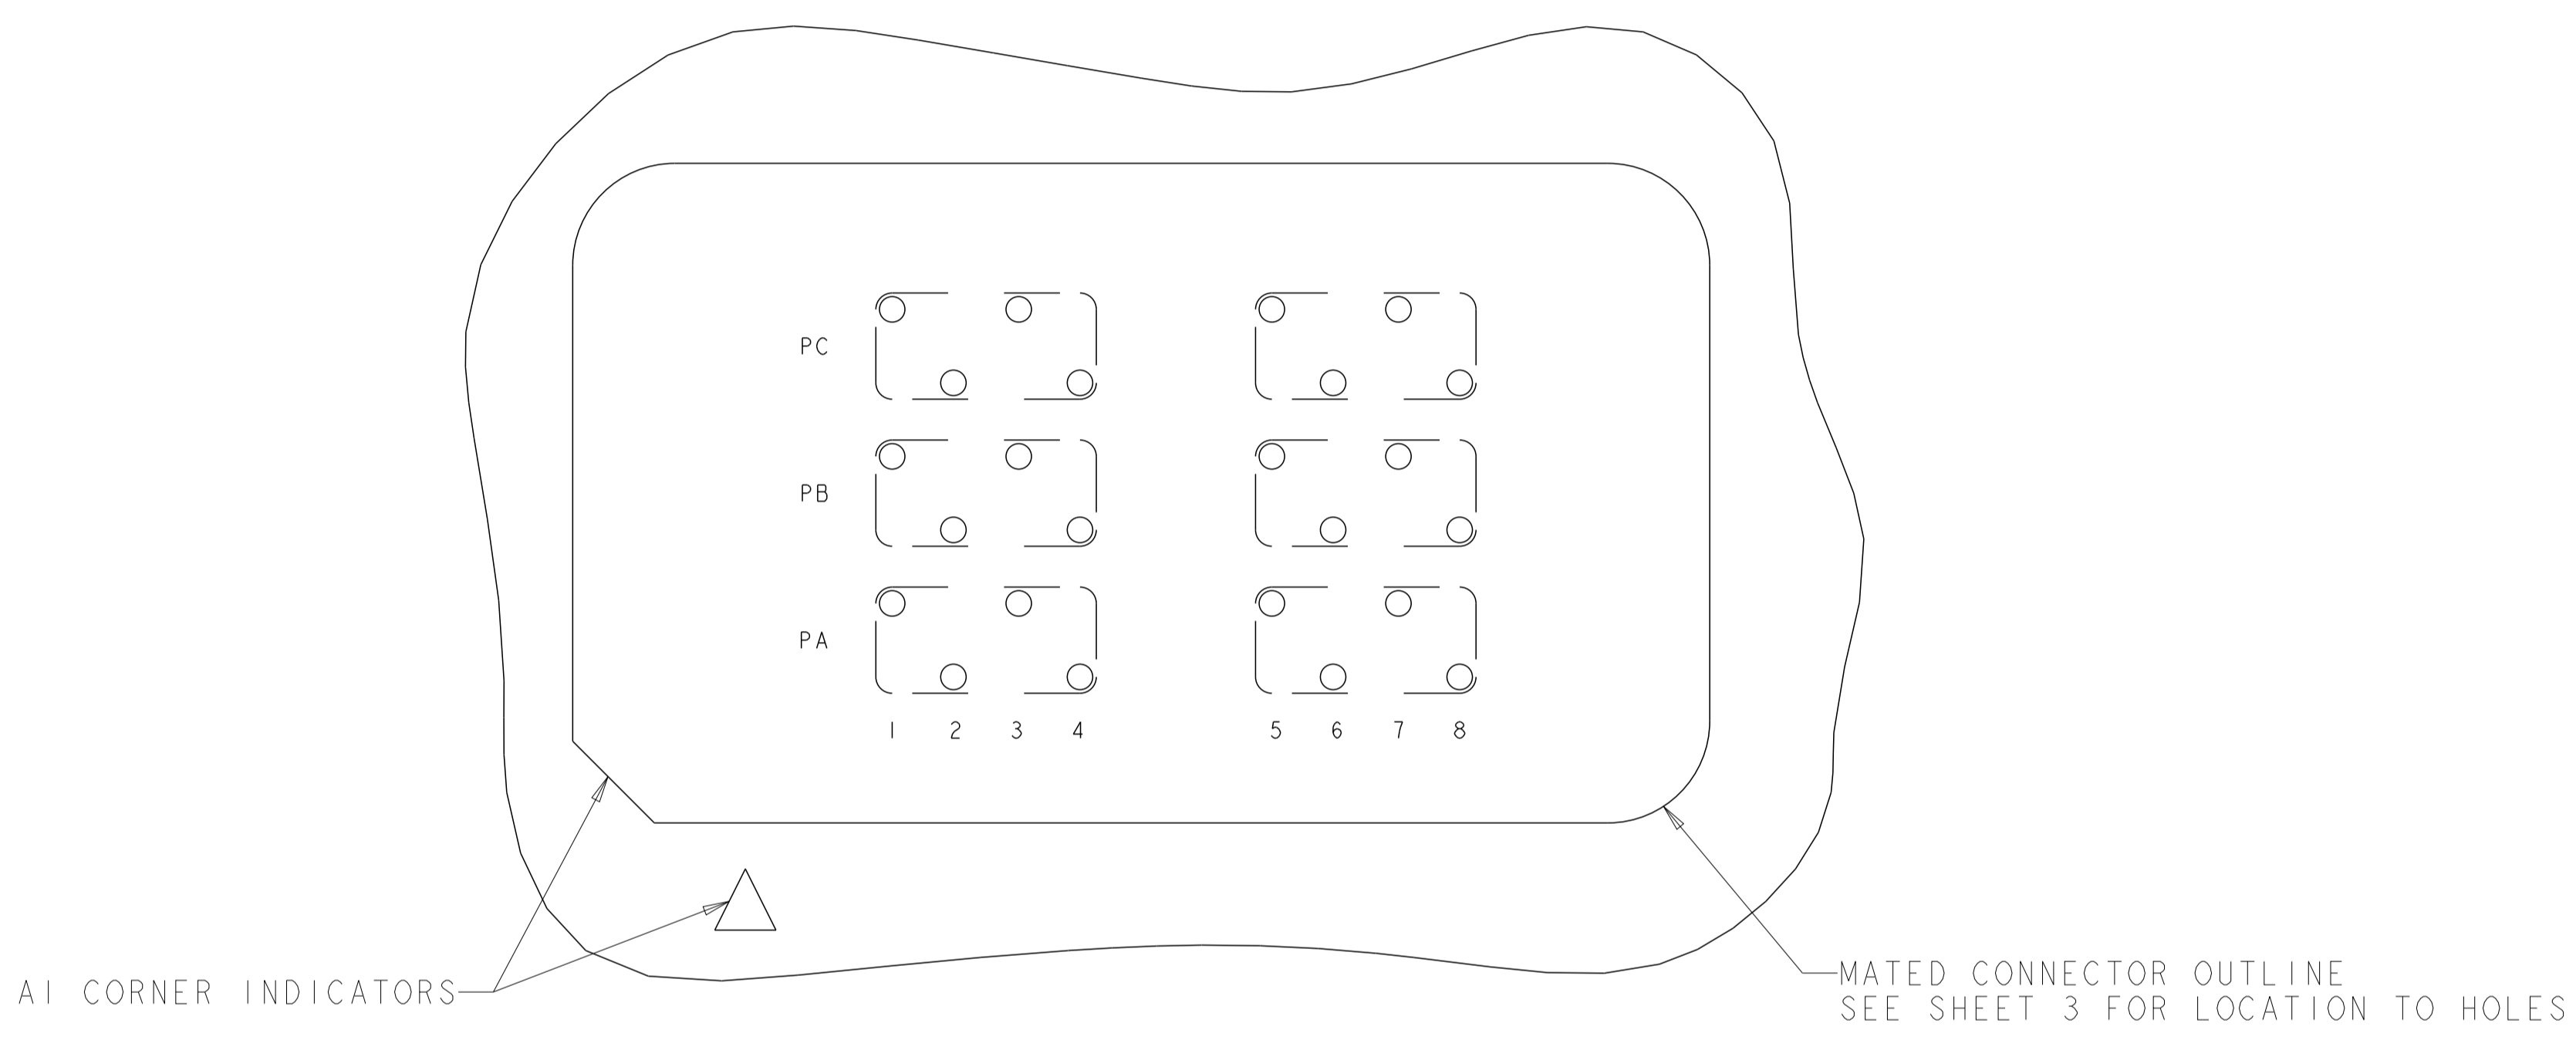 PC
PB
PA
1 2 3 4 5 6 7 8
A1 CORNER INDICATORS
MATED CONNECTOR OUTLINE
SEE SHEET 3 FOR LOCATION TO HOLES